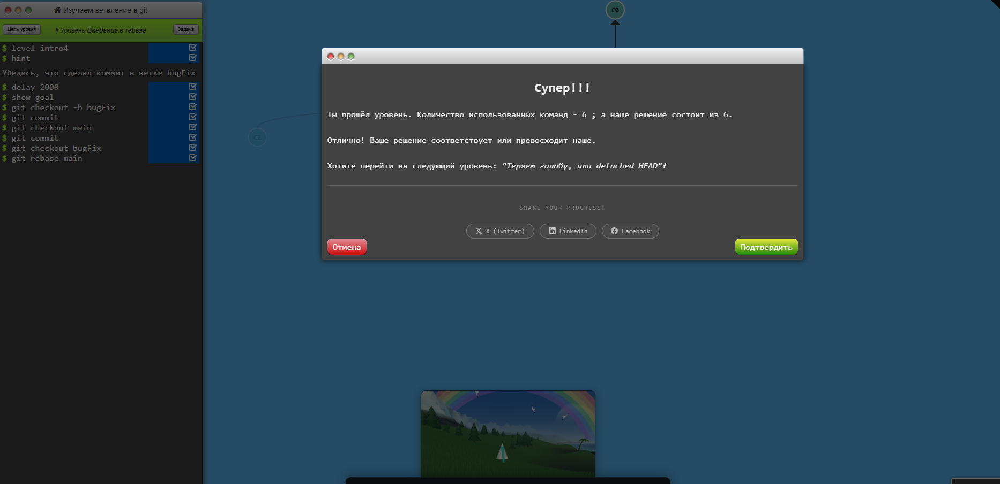 Изучаем ветвление в git
Цель уровня
Уровень Введение в rebase
Задача
$ level intro4
$ hint
Убедись, что сделал коммит в ветке bugFix
$ delay 2000
$ show goal
$ git checkout -b bugFix
$ git commit
$ git checkout main
$ git commit
$ git checkout bugFix
$ git rebase main
C0
C2
Супер!!!
Ты прошёл уровень. Количество использованных команд - 6 ; а наше решение состоит из 6.
Отлично! Ваше решение соответствует или превосходит наше.
Хотите перейти на следующий уровень: "Теряем голову, или detached HEAD"?
SHARE YOUR PROGRESS!
X (Twitter)
LinkedIn
Facebook
Отмена
Подтвердить